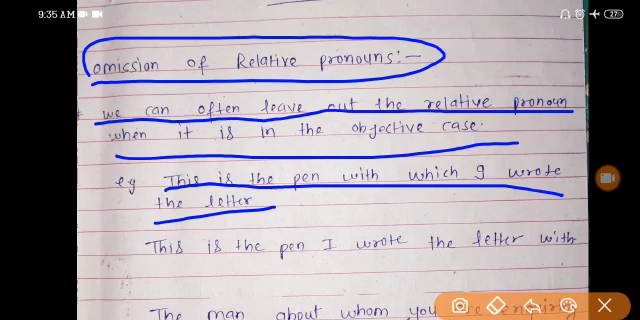 9:35 AM
27
omission of Relative pronouns:-
we can often leave out the relative pronoun
when it is in the objective case.
eg This is the pen with which I wrote
the letter
This is the pen I wrote the letter with
The man about whom you are